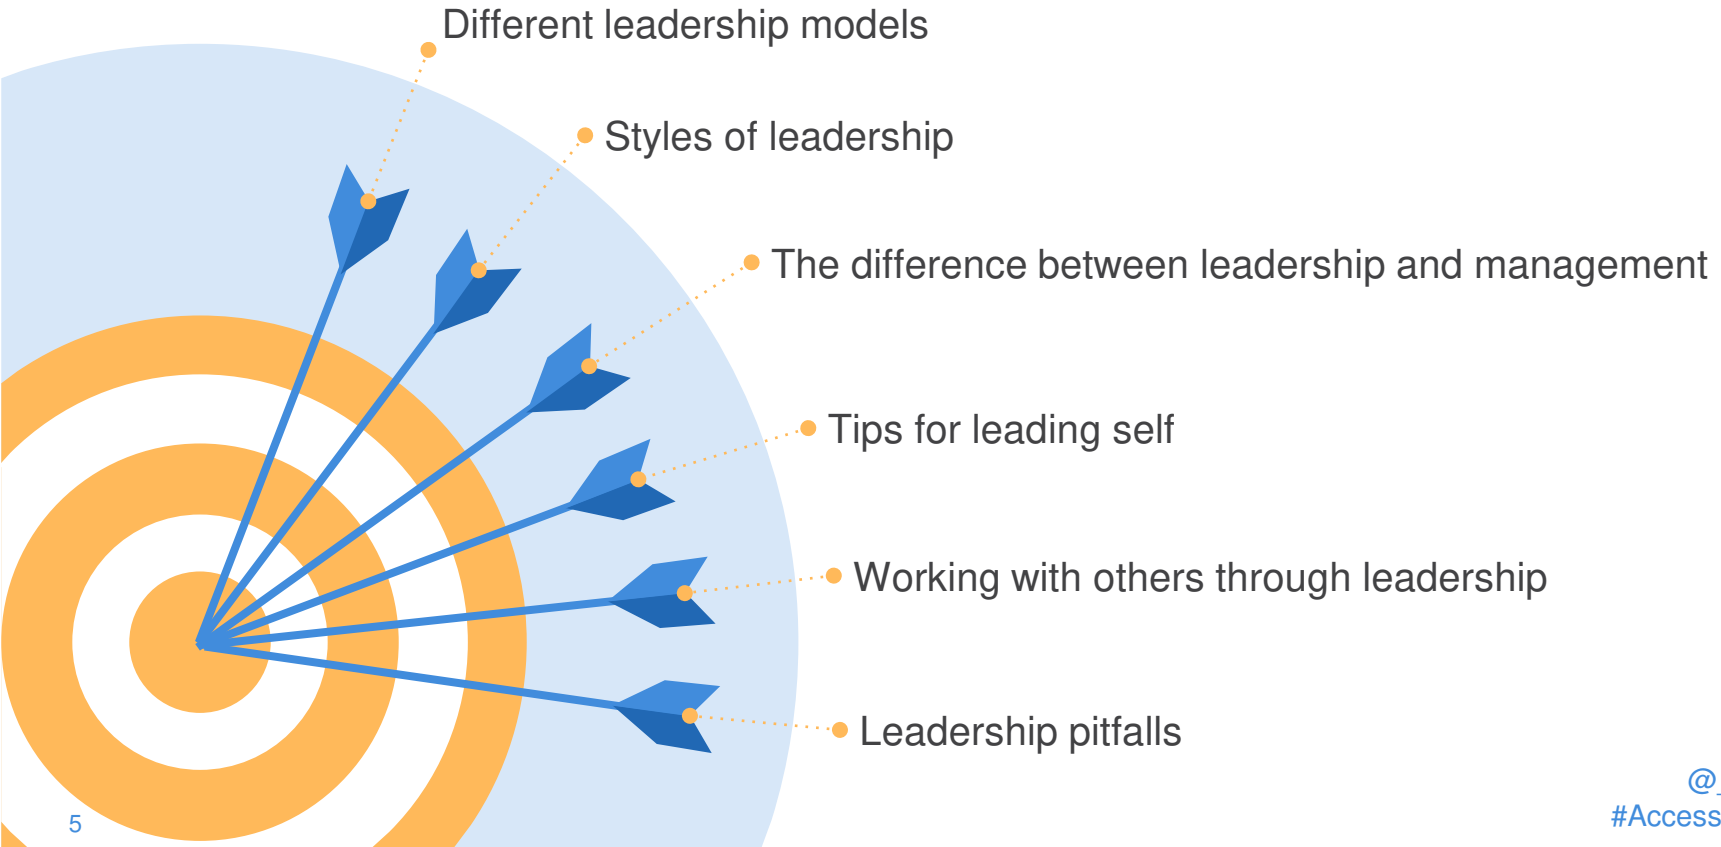 Different leadership models
Styles of leadership
The difference between leadership and management
Tips for leading self
Working with others through leadership
Leadership pitfalls
@_
#Access
5